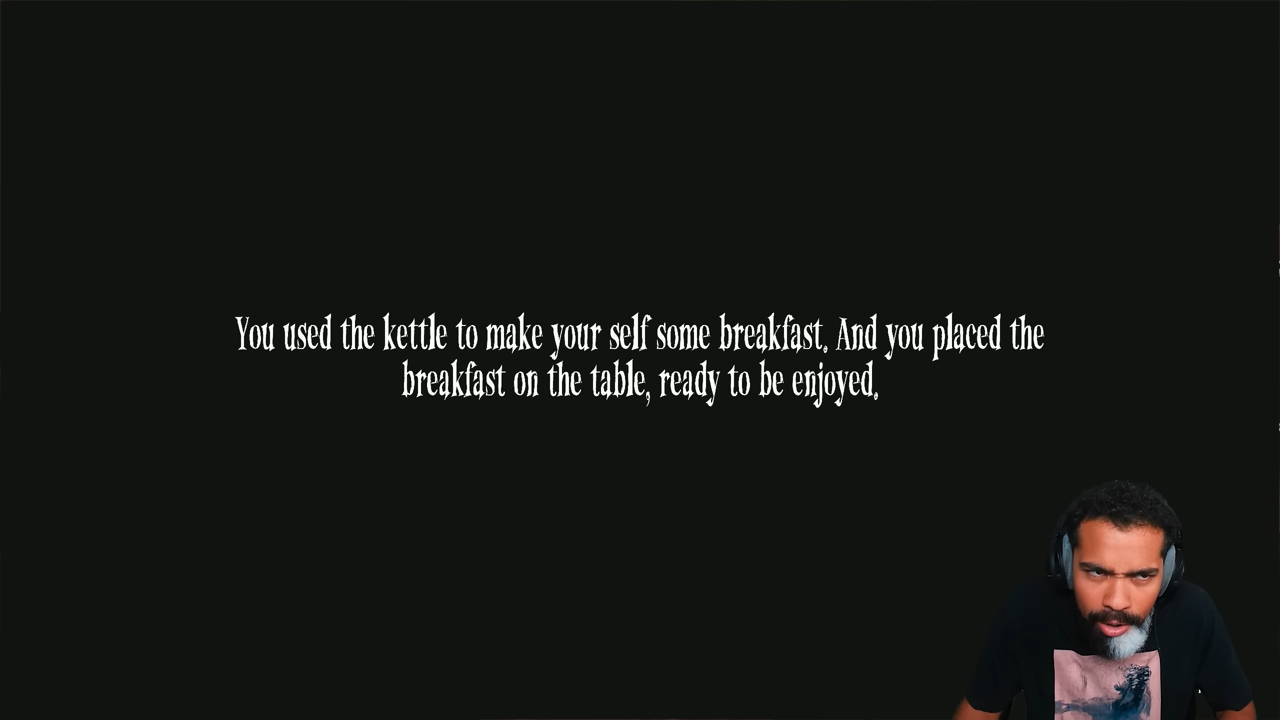 You used the kettle to make your self some breakfast. And you placed the
breakfast on the table, ready to be enjoyed.